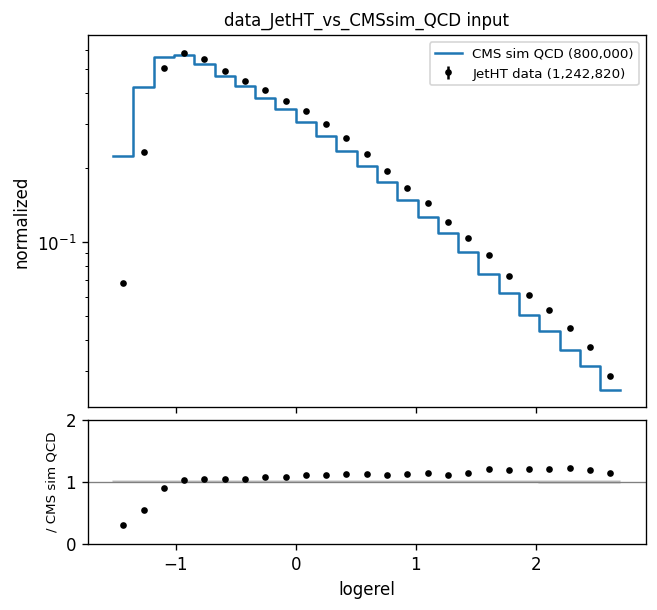 data_JetHT_vs_CMSsim_QCD input
CMS sim QCD (800,000)
JetHT data (1,242,820)
normalized
10⁻¹
/ CMS sim QCD
2
1
0
−1
0
1
2
logerel